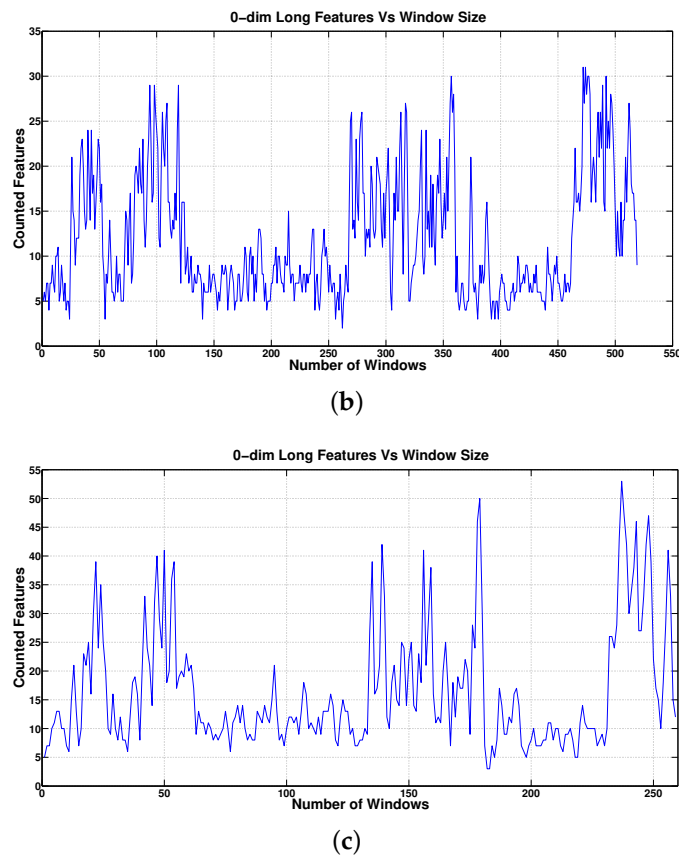 0-dim Long Features Vs Window Size
35
30
25
20
15
10
5
0
Counted Features
0 50 100 150 200 250 300 350 400 450 500 550
Number of Windows
(b)
0-dim Long Features Vs Window Size
55
50
45
40
35
30
25
20
15
10
5
0
Counted Features
0 50 100 150 200 250
Number of Windows
(c)